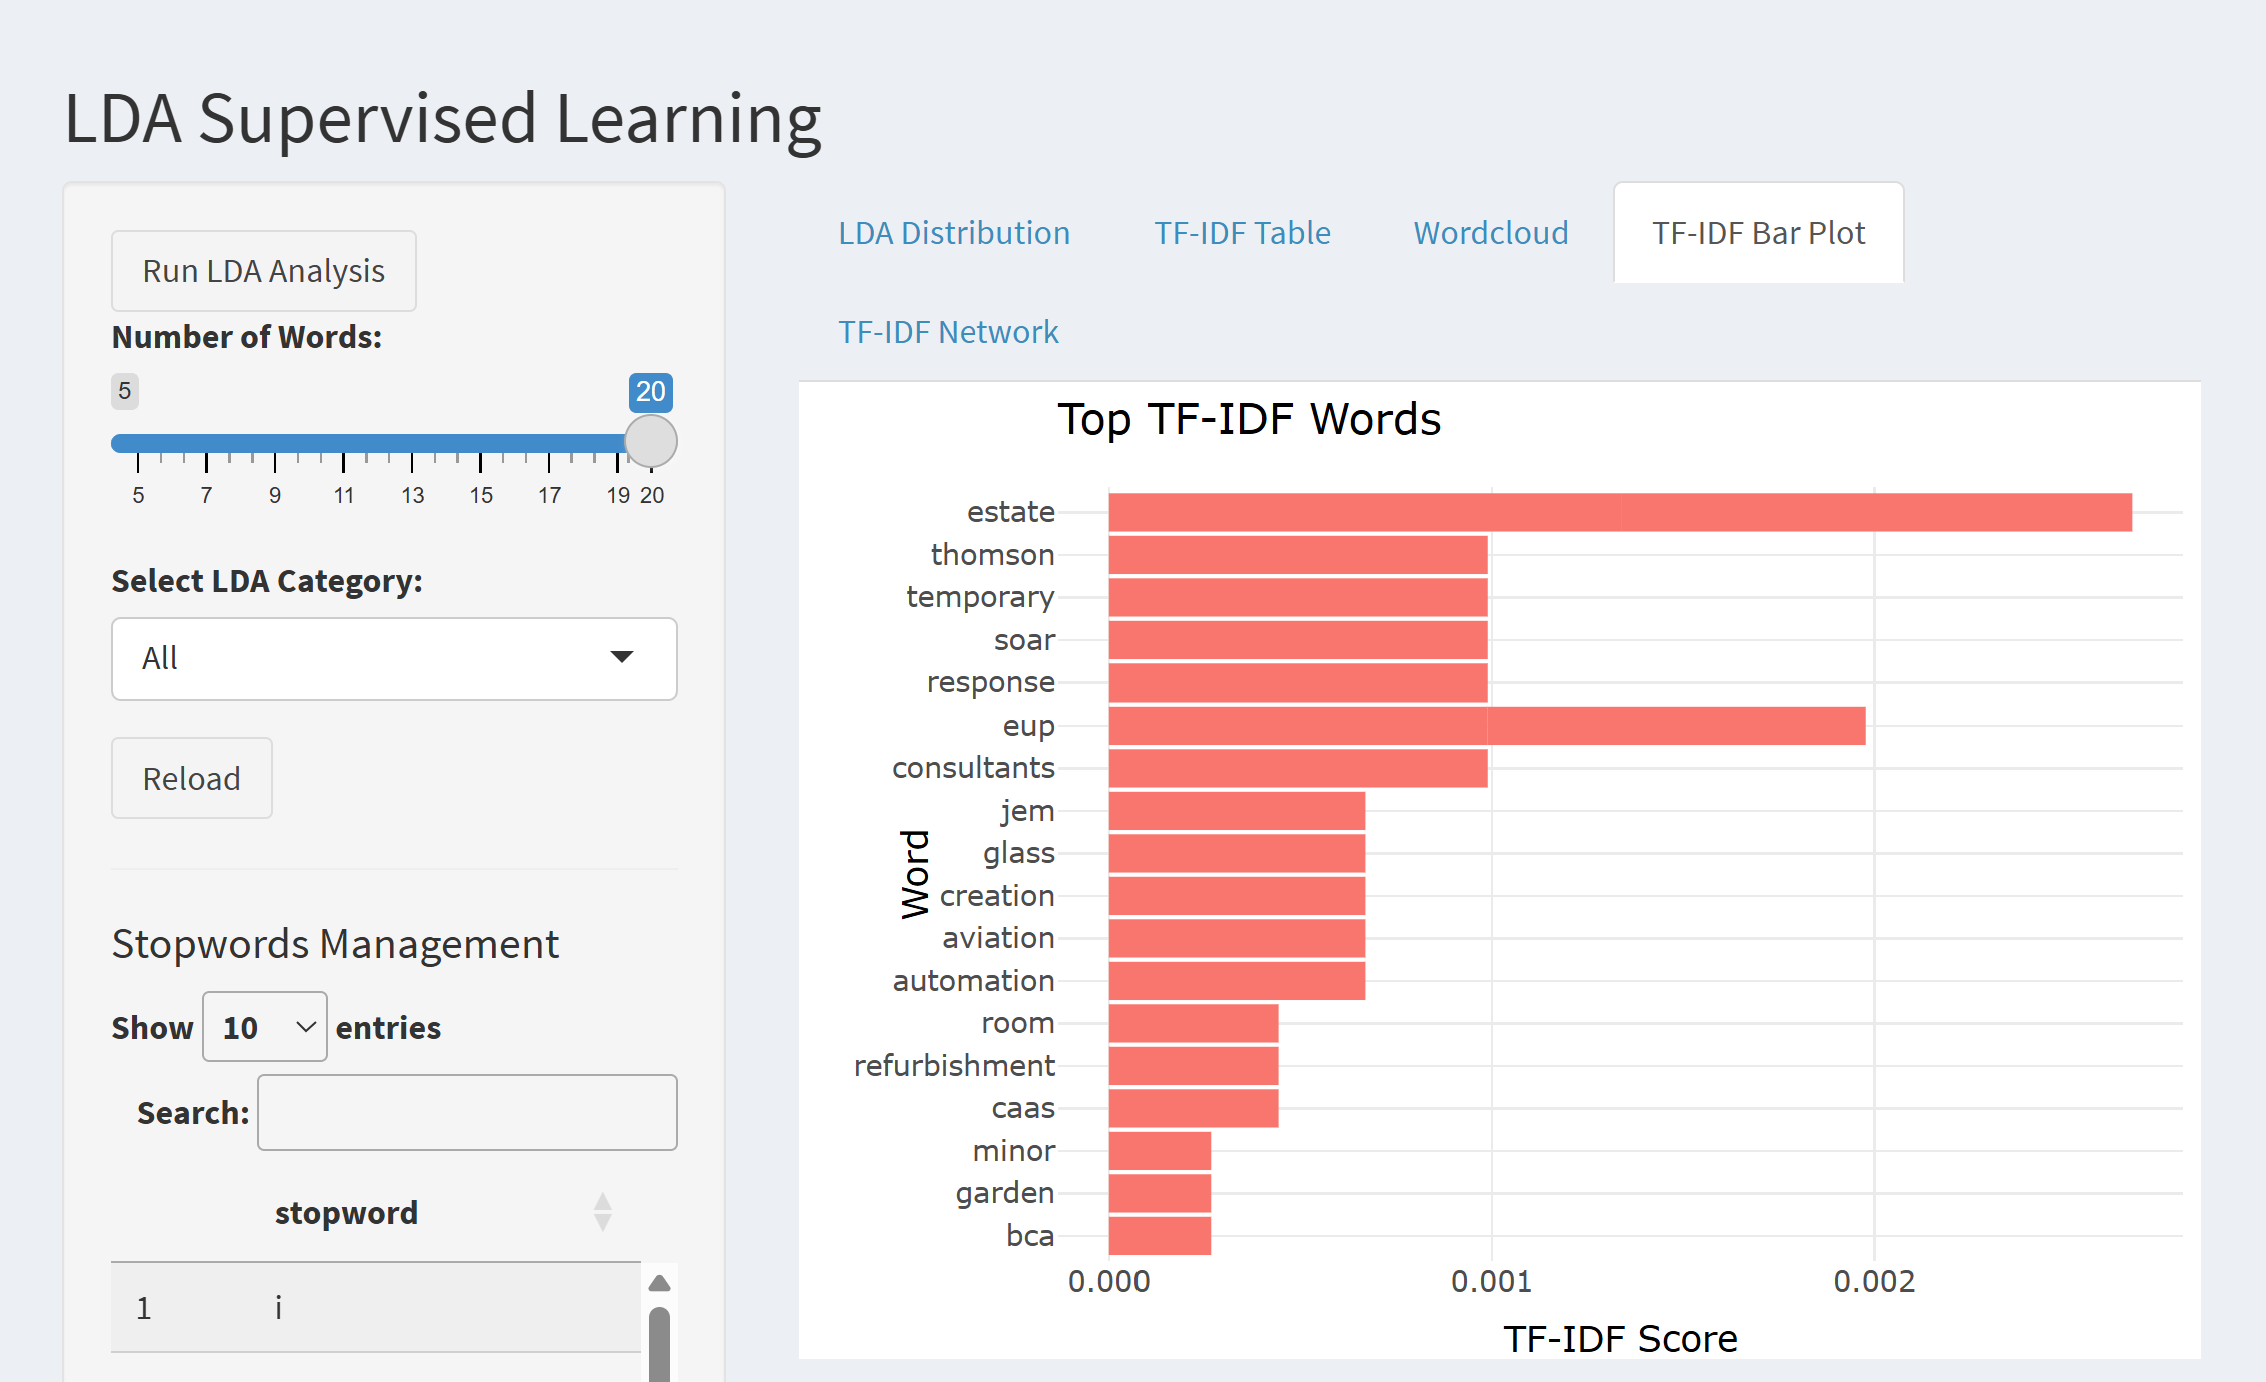 LDA Supervised Learning
Run LDA Analysis
Number of Words:
5 20
5 7 9 11 13 15 17 19 20
Select LDA Category:
All
Reload
Stopwords Management
Show 10 entries
Search:
stopword
1 i
LDA Distribution TF-IDF Table Wordcloud TF-IDF Bar Plot
TF-IDF Network
Top TF-IDF Words
estate
thomson
temporary
soar
response
eup
consultants
jem
glass
creation
aviation
automation
room
refurbishment
caas
minor
garden
bca
Word
0.000 0.001 0.002
TF-IDF Score